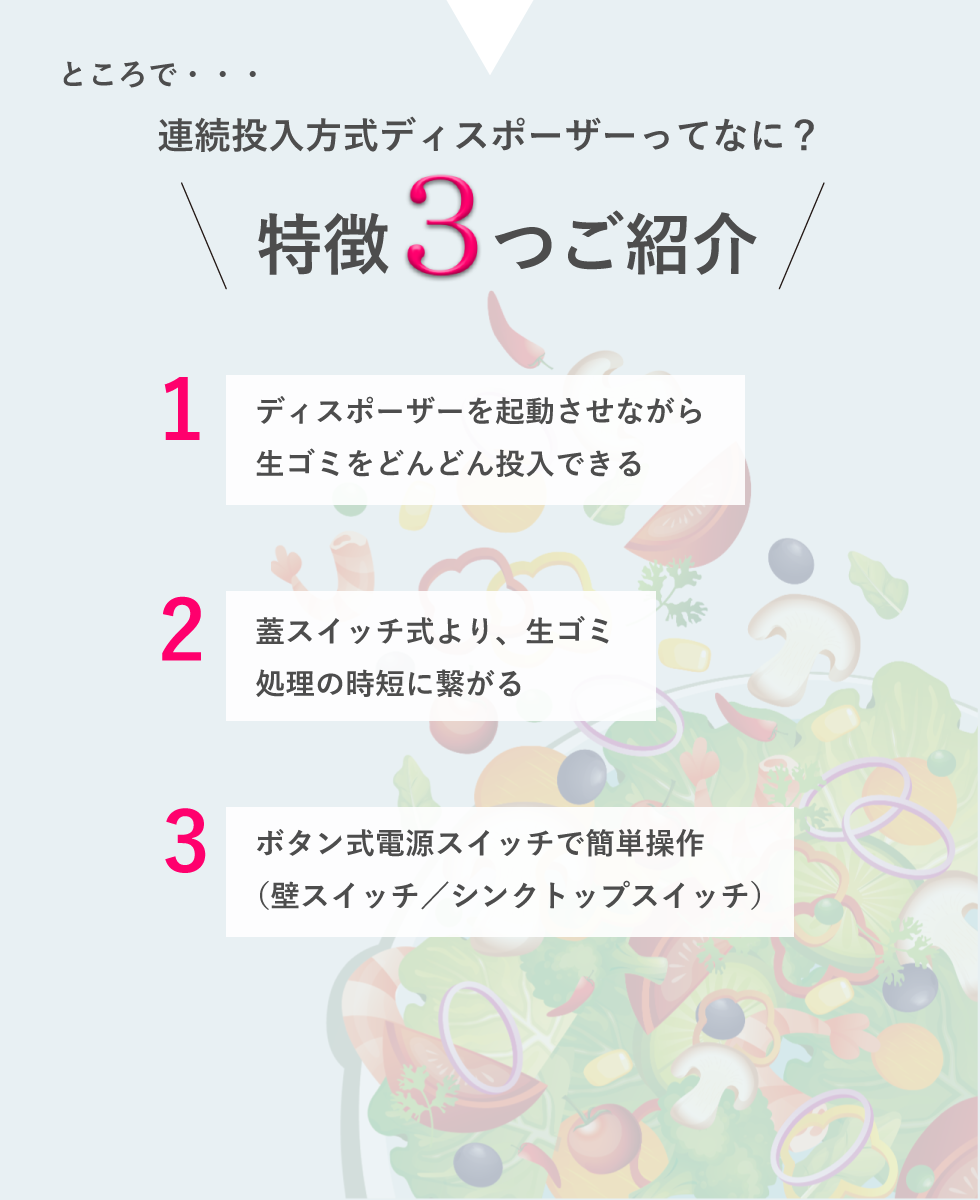 ところで・・・
連続投入方式ディスポーザーってなに？
特徴3つご紹介
1
ディスポーザーを起動させながら
生ゴミをどんどん投入できる
2
蓋スイッチ式より、生ゴミ
処理の時短に繋がる
3
ボタン式電源スイッチで簡単操作
（壁スイッチ／シンクトップスイッチ）